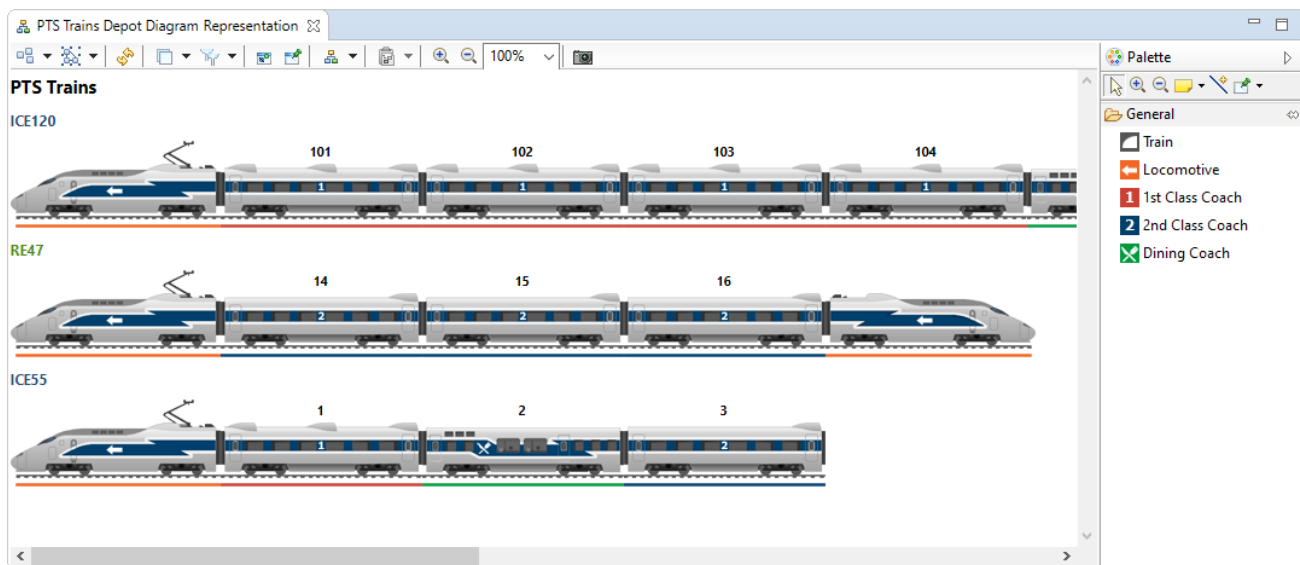 PTS Trains Depot Diagram Representation
100%
Palette
PTS Trains
General
ICE120
Train
101 102 103 104
Locomotive
1 1 1 1
1 1st Class Coach
2 2nd Class Coach
RE47
Dining Coach
14 15 16
2 2 2
ICE55
1 2 3
1 2